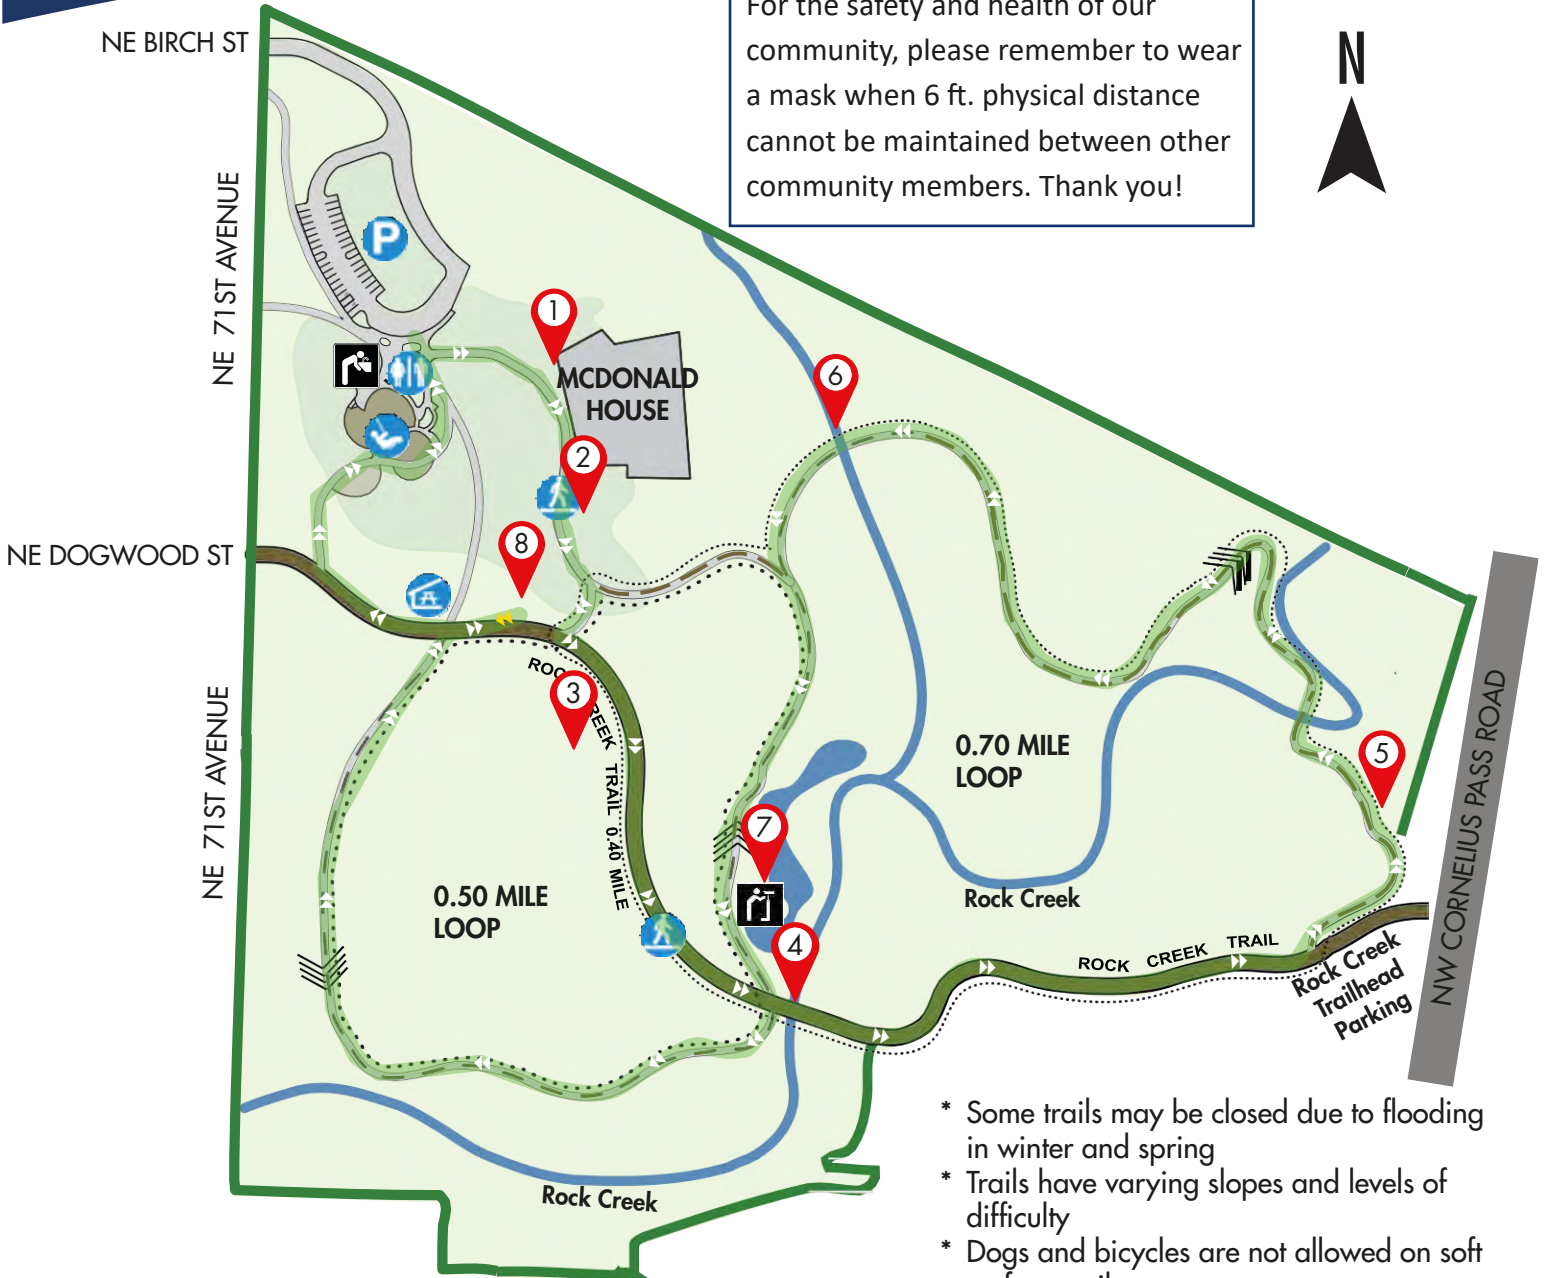 For the safety and health of our
community, please remember to wear
a mask when 6 ft. physical distance
cannot be maintained between other
community members. Thank you!
N
NE BIRCH ST
NE 71ST AVENUE
P
1
MCDONALD
HOUSE
2
6
NE DOGWOOD ST
8
3
TRAIL 0.40 MILE
NE 71ST AVENUE
0.50 MILE
LOOP
0.70 MILE
LOOP
5
7
4
Rock Creek
ROCK CREEK TRAIL
Rock Creek
Trailhead
Parking
NW CORNELIUS PASS ROAD
Rock Creek
* Some trails may be closed due to flooding
in winter and spring
* Trails have varying slopes and levels of
difficulty
* Dogs and bicycles are not allowed on soft